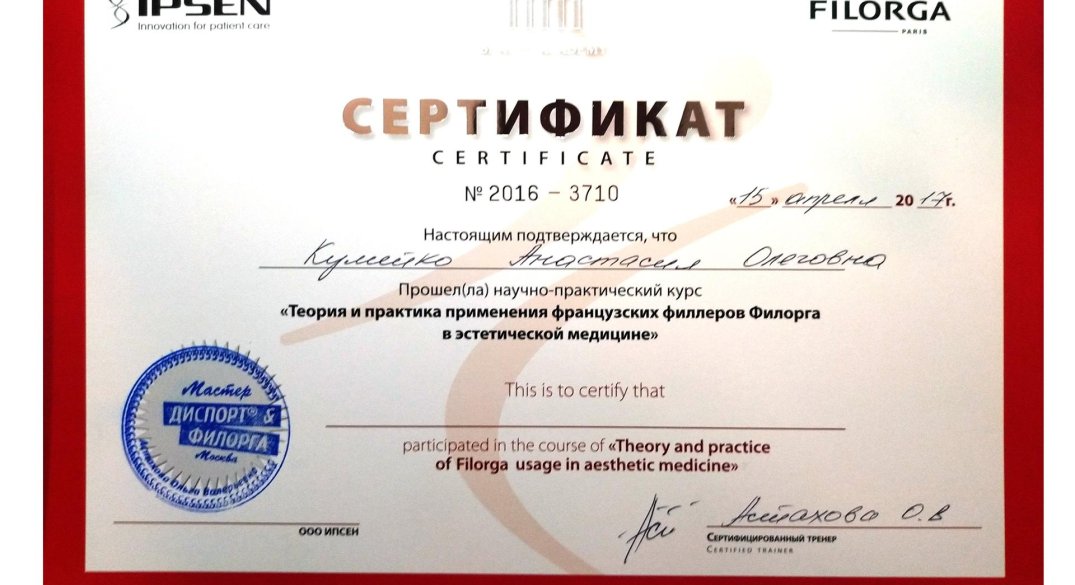 IPSEN
Innovation for patient care
FILORGA
PARIS
СЕРТИФИКАТ
CERTIFICATE
№ 2016 – 3710
«15» апреля 2017г.
Настоящим подтверждается, что
Кулейко Анастасия Олеговна
Прошел(ла) научно-практический курс
«Теория и практика применения французских филлеров Филорга
в эстетической медицине»
This is to certify that
participated in the course of «Theory and practice
of Filorga usage in aesthetic medicine»
Мастер
ДИСПОРТ® &
ФИЛОРГА
Москва
Ольга Валерьевна
ООО ИПСЕН
Астахова О.В
СЕРТИФИЦИРОВАННЫЙ ТРЕНЕР
CERTIFIED TRAINER